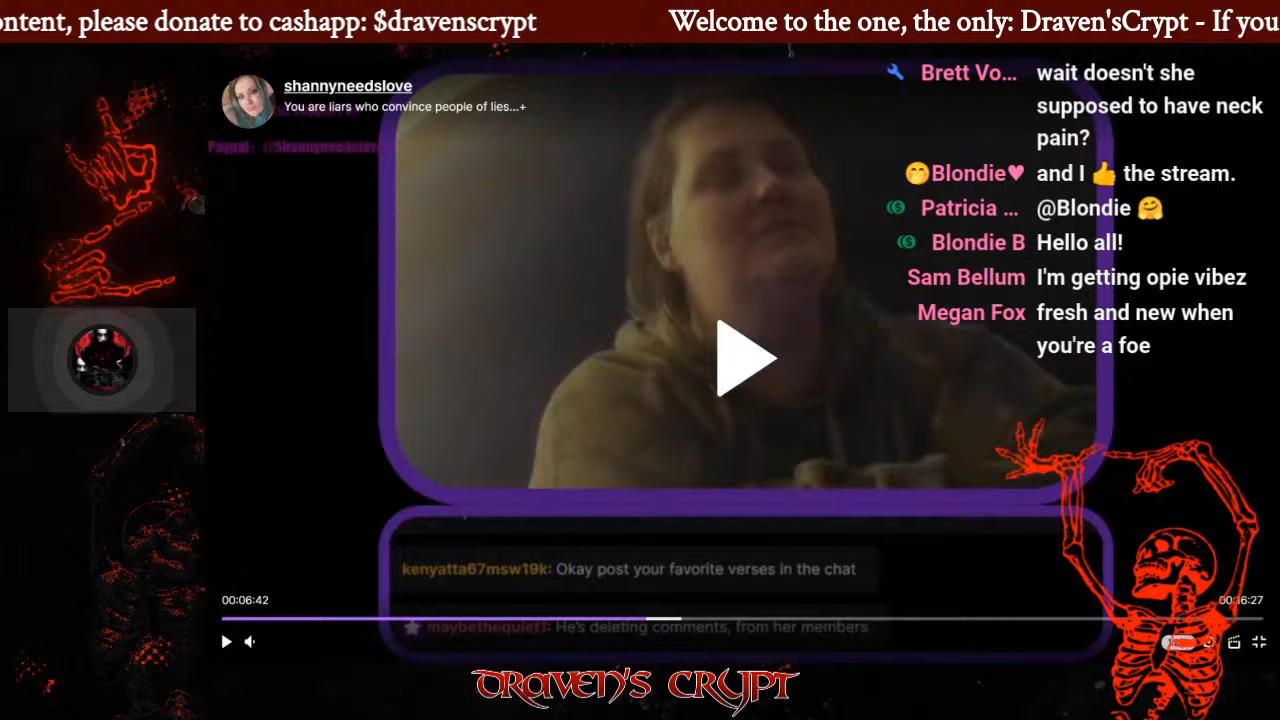 ontent, please donate to cashapp: $dravenscrypt
Welcome to the one, the only: Draven'sCrypt - If you
shannyneedslove
You are liars who convince people of lies...+
Paypal: @Shannyneedslove
Brett Vo... wait doesn't she
supposed to have neck
pain?
🤭Blondie♥ and I 👍 the stream.
Patricia ... @Blondie 🤗
Blondie B Hello all!
Sam Bellum I'm getting opie vibez
Megan Fox fresh and new when
you're a foe
kenyatta67msw19k: Okay post your favorite verses in the chat
00:06:42
00:16:27
maybethequiet1: He's deleting comments, from her members
DRAVEN'S CRYPT